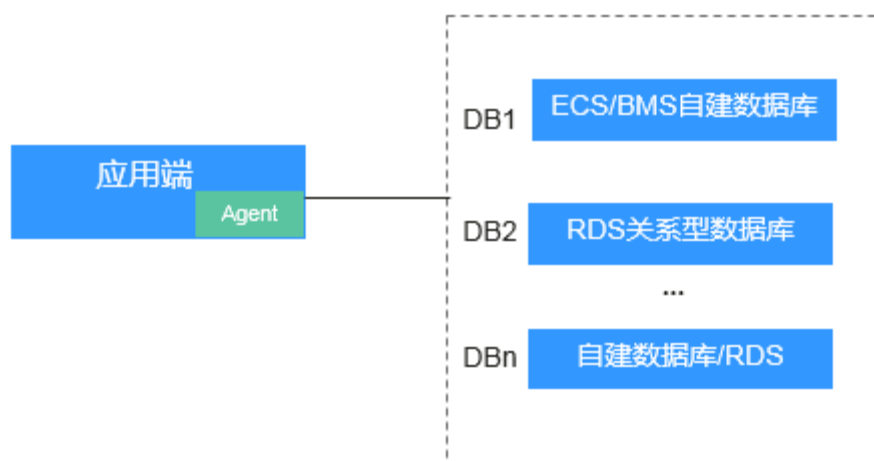 应用端
Agent
DB1
ECS/BMS自建数据库
DB2
RDS关系型数据库
...
DBn
自建数据库/RDS